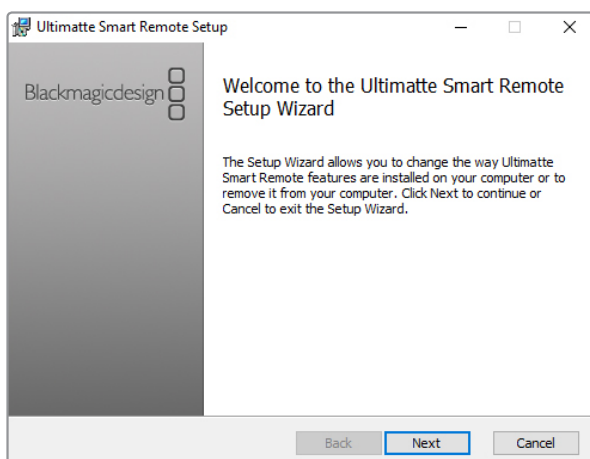 Ultimatte Smart Remote Setup
Blackmagicdesign
Welcome to the Ultimatte Smart Remote
Setup Wizard
The Setup Wizard allows you to change the way Ultimatte
Smart Remote features are installed on your computer or to
remove it from your computer. Click Next to continue or
Cancel to exit the Setup Wizard.
Back Next Cancel